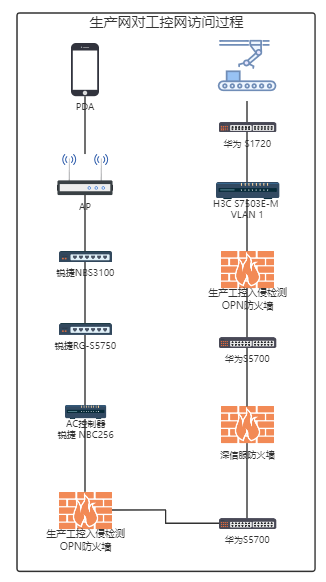 生产网对工控网访问过程
PDA
AP
锐捷NBS3100
锐捷RG-S5750
AC控制器
锐捷 NBC256
生产工控入侵检测
OPN防火墙
华为 S1720
H3C S7503E-M
VLAN 1
生产工控入侵检测
OPN防火墙
华为S5700
深信服防火墙
华为S5700